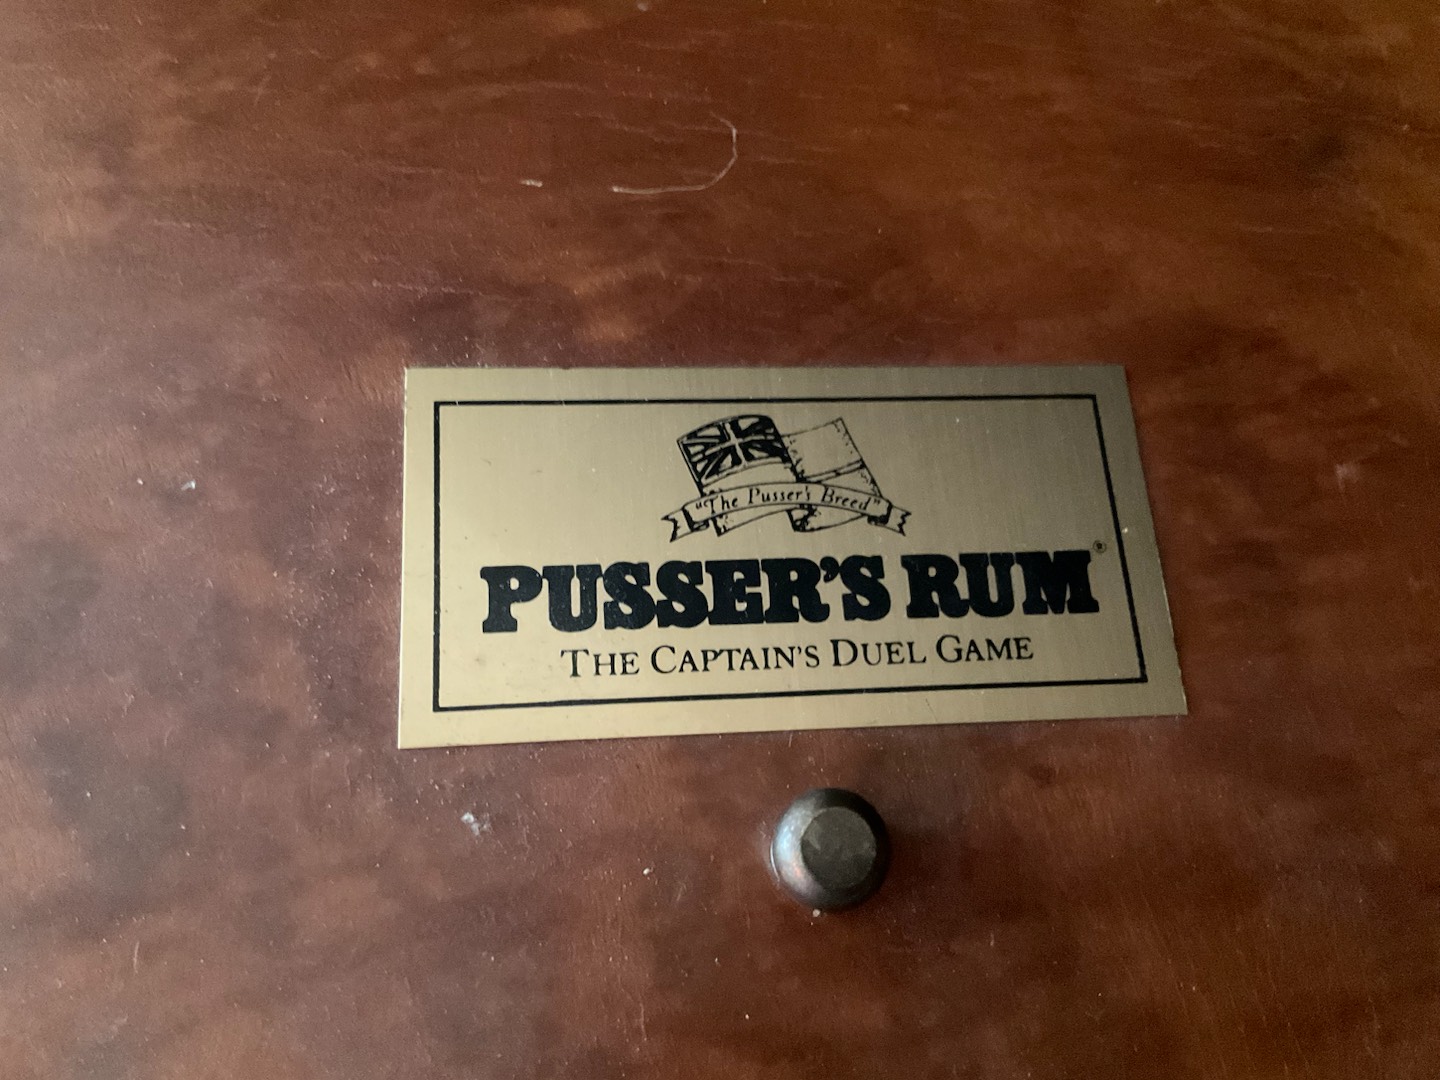 "The Pusser's Breed"
PUSSER'S RUM®
THE CAPTAIN'S DUEL GAME